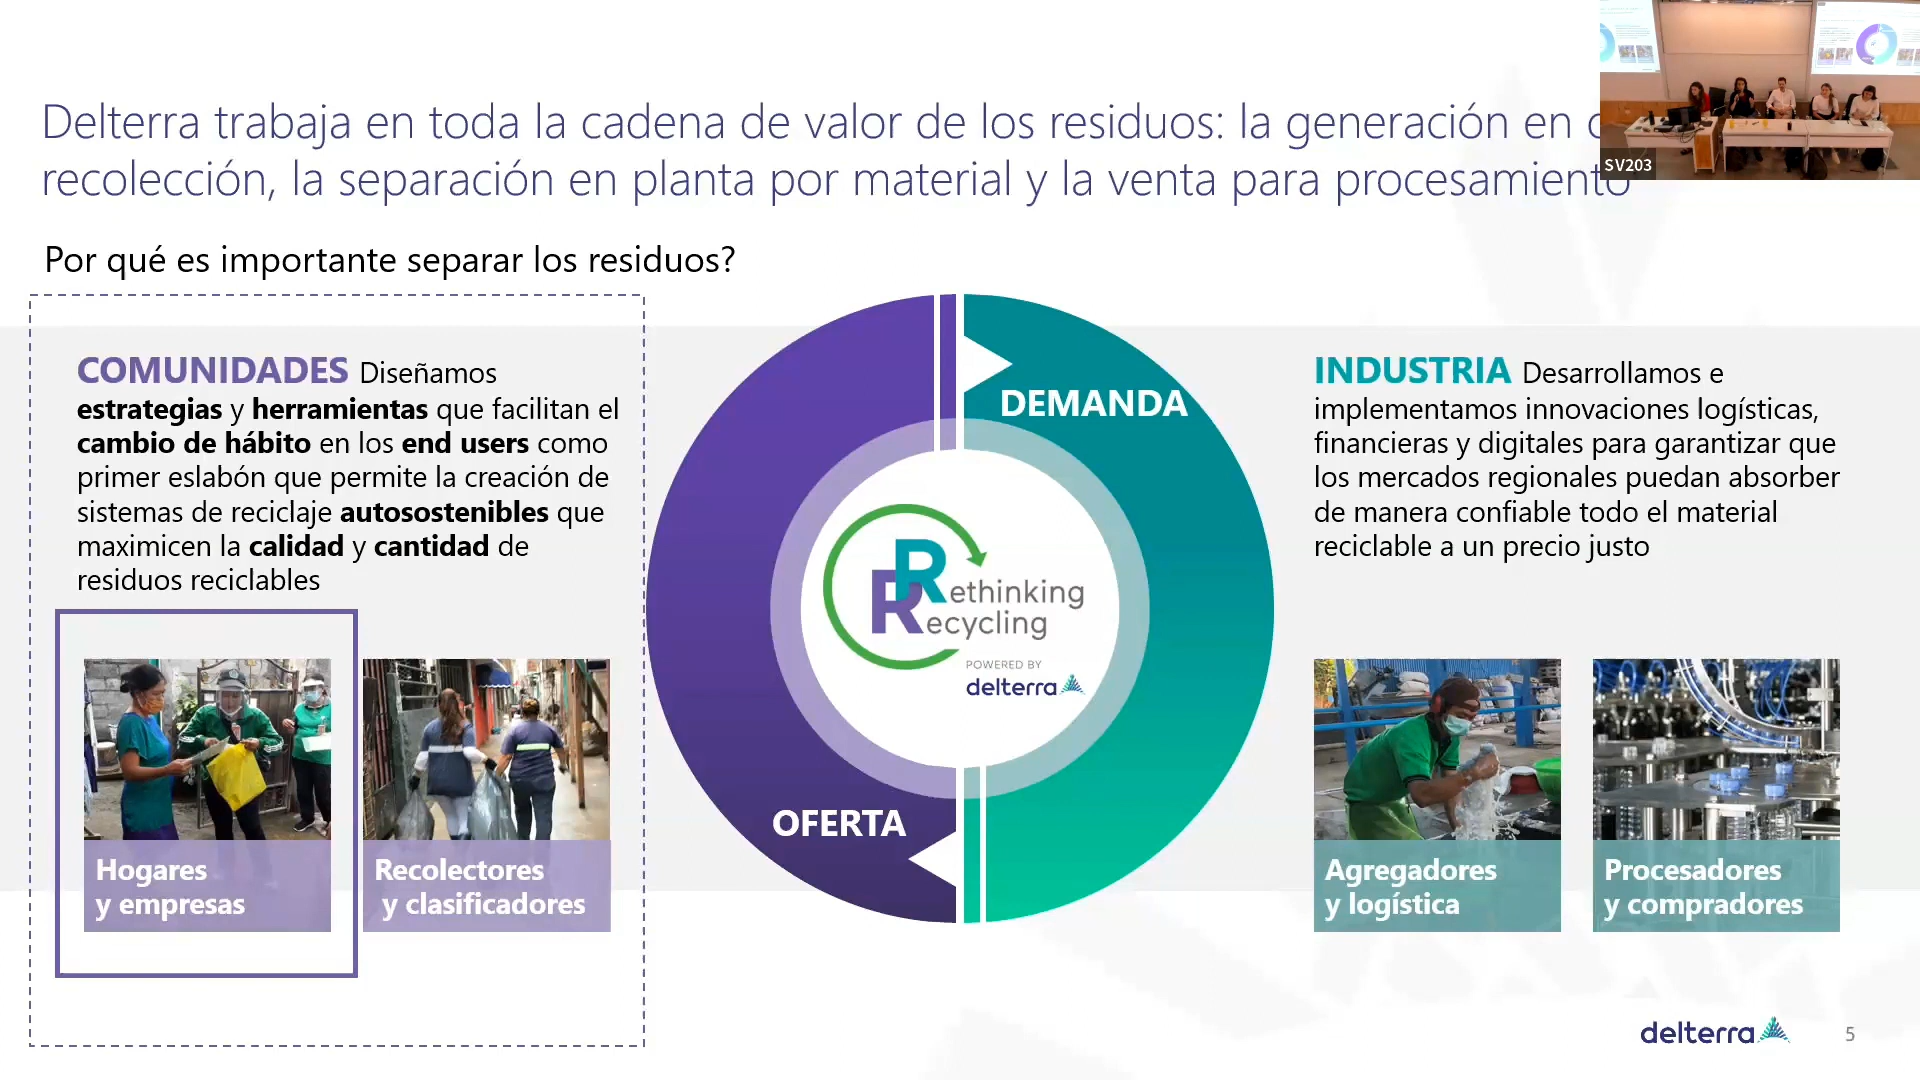 Delterra trabaja en toda la cadena de valor de los residuos: la generación en
recolección, la separación en planta por material y la venta para procesamiento
SV203
Por qué es importante separar los residuos?
COMUNIDADES Diseñamos
estrategias y herramientas que facilitan el
cambio de hábito en los end users como
primer eslabón que permite la creación de
sistemas de reciclaje autosostenibles que
maximicen la calidad y cantidad de
residuos reciclables
Hogares
y empresas
Recolectores
y clasificadores
DEMANDA
Rethinking
Recycling
POWERED BY
delterra
OFERTA
INDUSTRIA Desarrollamos e
implementamos innovaciones logísticas,
financieras y digitales para garantizar que
los mercados regionales puedan absorber
de manera confiable todo el material
reciclable a un precio justo
Agregadores
y logística
Procesadores
y compradores
delterra
5